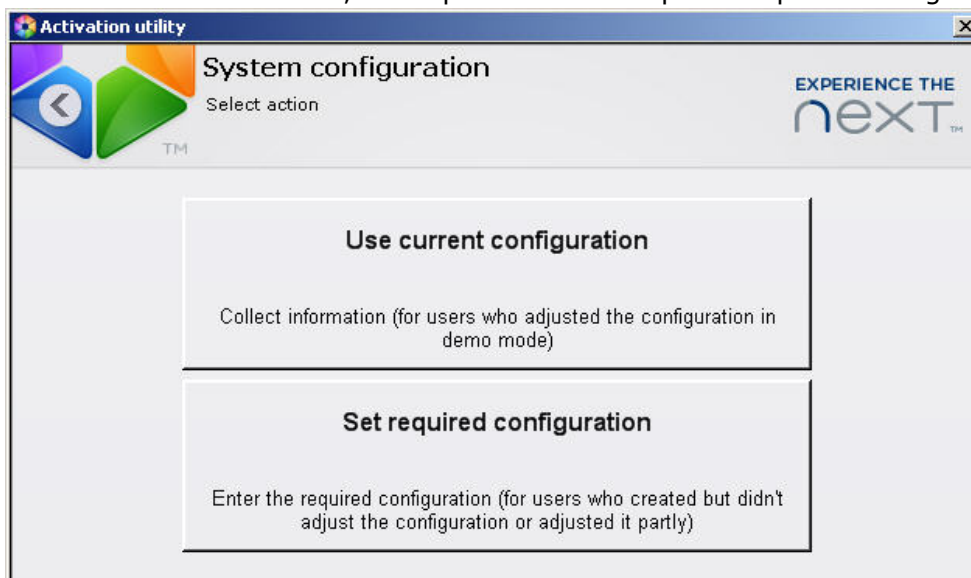 Activation utility
System configuration
Select action
EXPERIENCE THE
nexT™
TM
Use current configuration
Collect information (for users who adjusted the configuration in
demo mode)
Set required configuration
Enter the required configuration (for users who created but didn't
adjust the configuration or adjusted it partly)